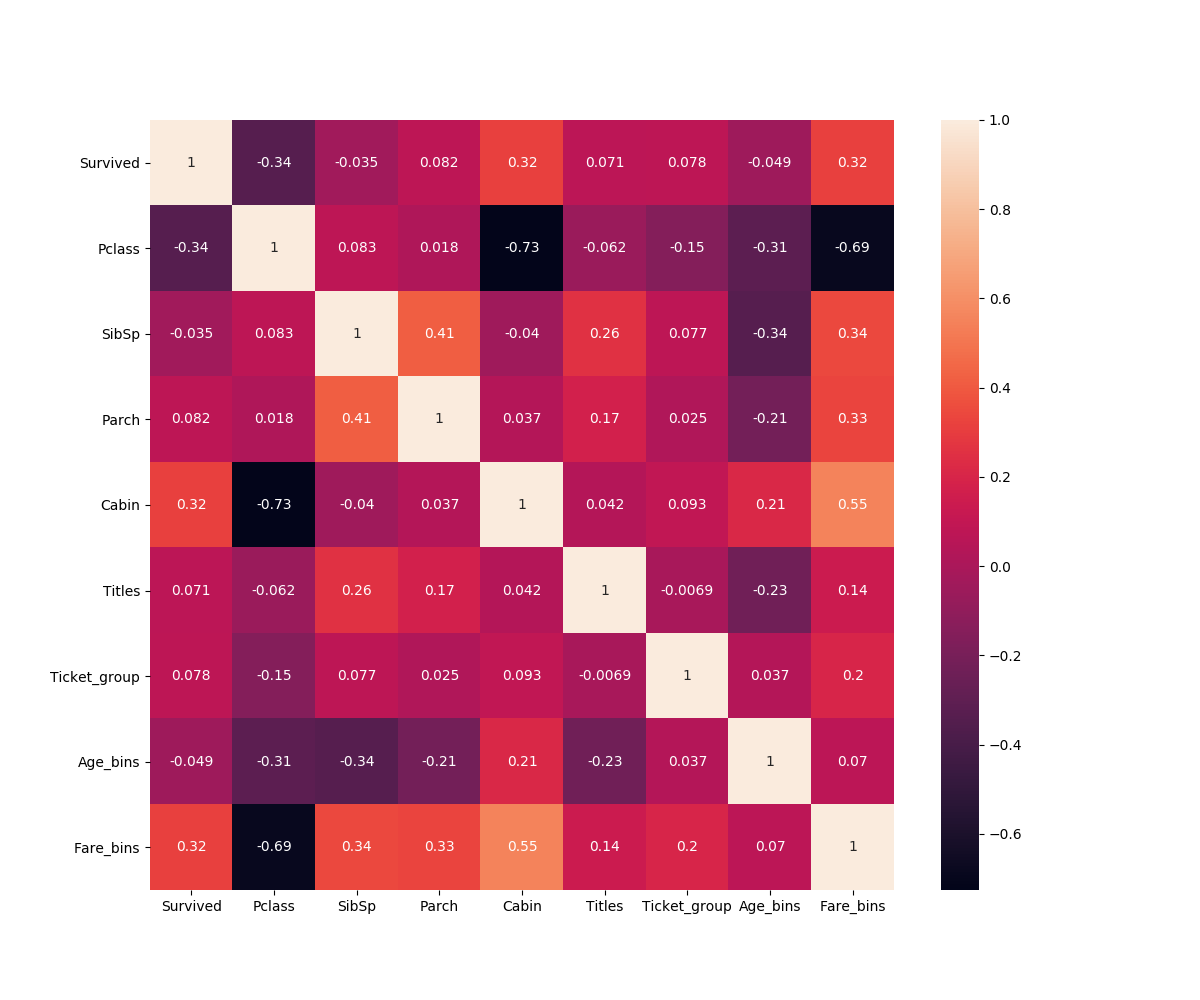 Survived 1 -0.34 -0.035 0.082 0.32 0.071 0.078 -0.049 0.32
Pclass -0.34 1 0.083 0.018 -0.73 -0.062 -0.15 -0.31 -0.69
SibSp -0.035 0.083 1 0.41 -0.04 0.26 0.077 -0.34 0.34
Parch 0.082 0.018 0.41 1 0.037 0.17 0.025 -0.21 0.33
Cabin 0.32 -0.73 -0.04 0.037 1 0.042 0.093 0.21 0.55
Titles 0.071 -0.062 0.26 0.17 0.042 1 -0.0069 -0.23 0.14
Ticket_group 0.078 -0.15 0.077 0.025 0.093 -0.0069 1 0.037 0.2
Age_bins -0.049 -0.31 -0.34 -0.21 0.21 -0.23 0.037 1 0.07
Fare_bins 0.32 -0.69 0.34 0.33 0.55 0.14 0.2 0.07 1
Survived Pclass SibSp Parch Cabin Titles Ticket_group Age_bins Fare_bins
1.0
0.8
0.6
0.4
0.2
0.0
−0.2
−0.4
−0.6